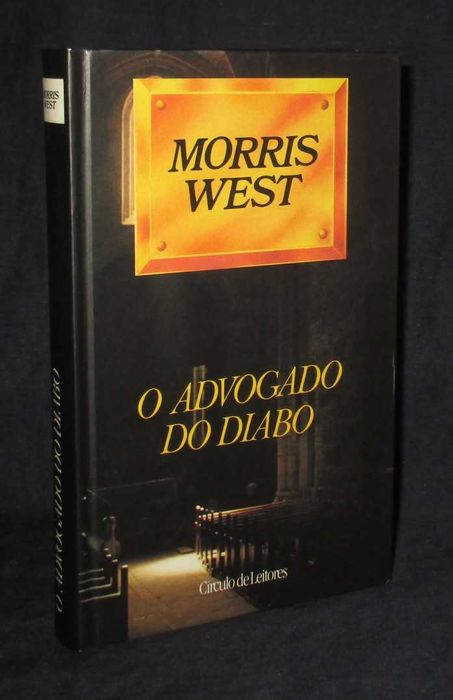 MORRIS
WEST
O ADVOGADO DO DIABO
MORRIS
WEST
O ADVOGADO
DO DIABO
Círculo de Leitores